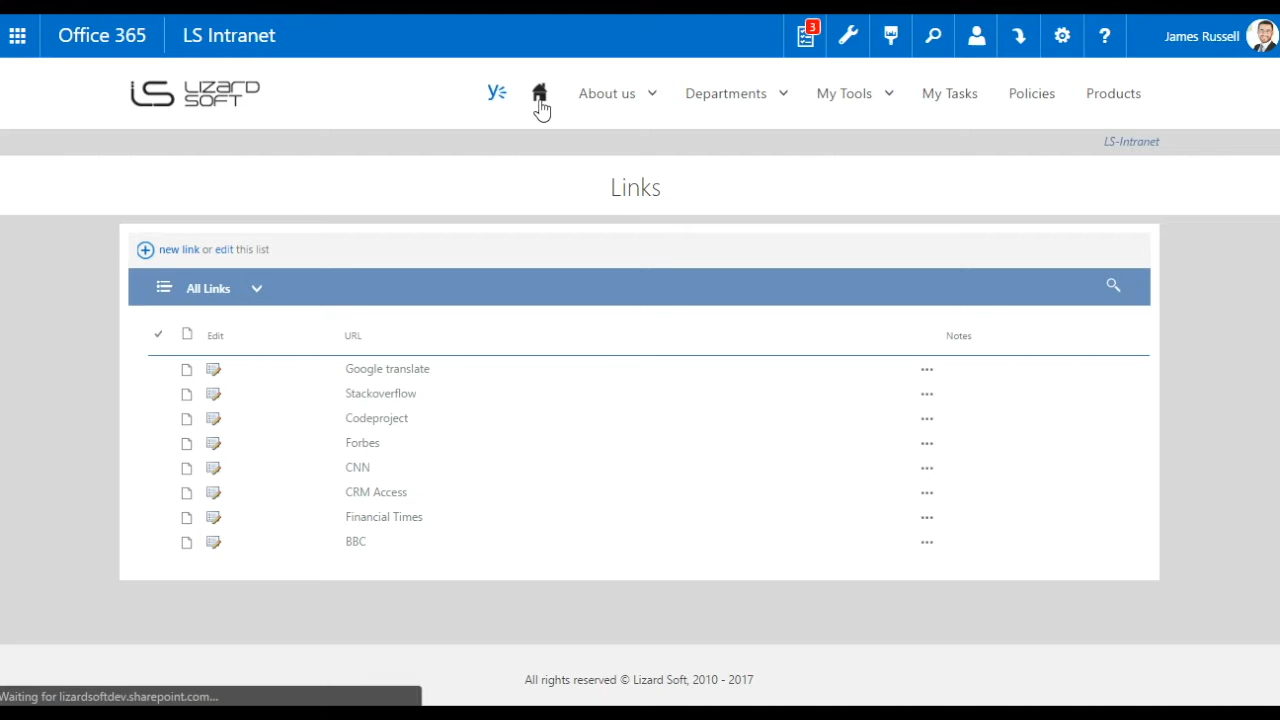 Office 365 LS Intranet 3 ? James Russell
LS LIZARD SOFT y About us Departments My Tools My Tasks Policies Products
LS-Intranet
Links
new link or edit this list
All Links
Edit URL Notes
Google translate
Stackoverflow
Codeproject
Forbes
CNN
CRM Access
Financial Times
BBC
All rights reserved © Lizard Soft, 2010 - 2017
Waiting for lizardsoftdev.sharepoint.com...